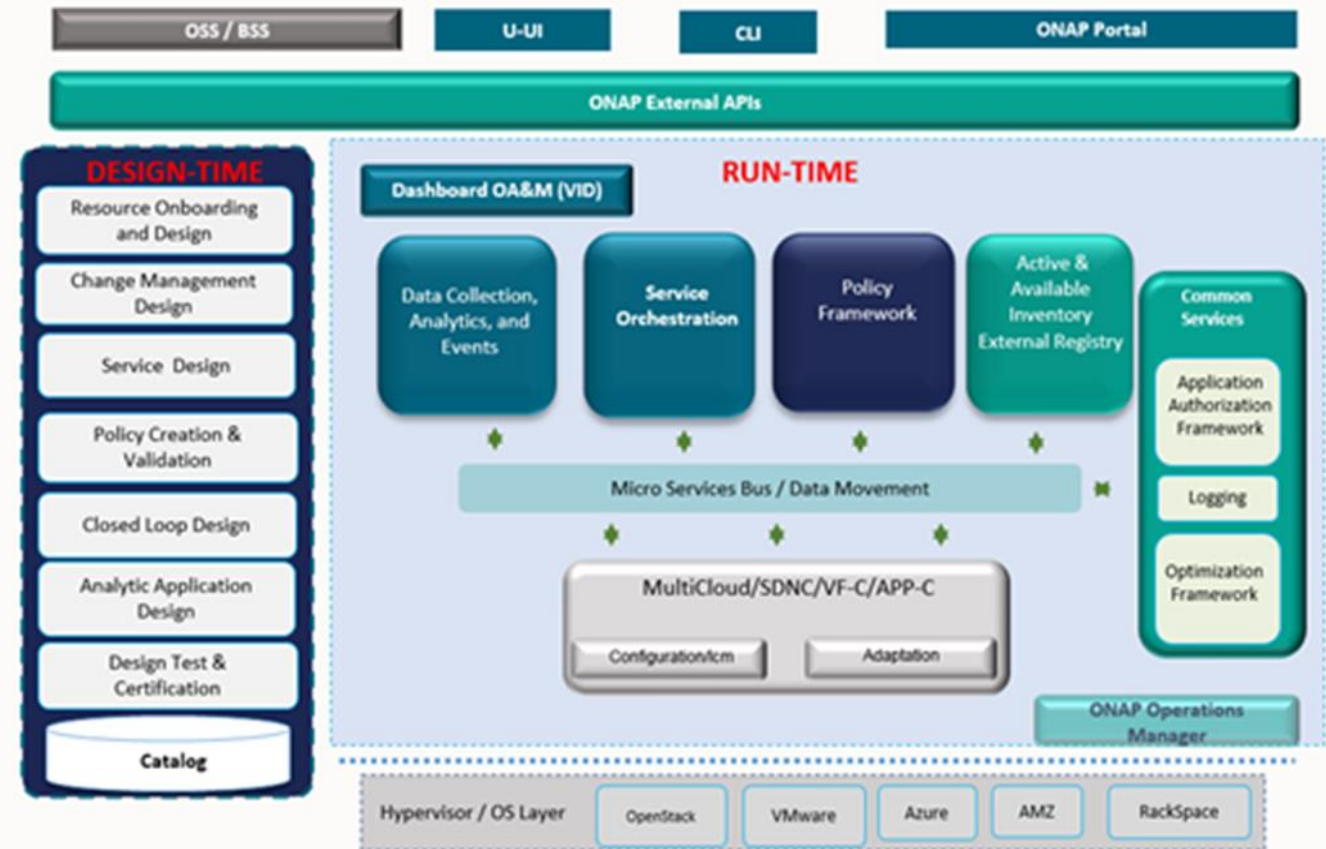 OSS / BSS
U-UI
CLI
ONAP Portal
ONAP External APIs
DESIGN-TIME
Resource Onboarding
and Design
Change Management
Design
Service Design
Policy Creation &
Validation
Closed Loop Design
Analytic Application
Design
Design Test &
Certification
Catalog
RUN-TIME
Dashboard OA&M (VID)
Data Collection,
Analytics, and
Events
Service
Orchestration
Policy
Framework
Active &
Available
Inventory
External Registry
Common
Services
Application
Authorization
Framework
Logging
Optimization
Framework
Micro Services Bus / Data Movement
MultiCloud/SDNC/VF-C/APP-C
Configuration/lcm
Adaptation
ONAP Operations
Manager
Hypervisor / OS Layer
OpenStack
VMware
Azure
AMZ
RackSpace